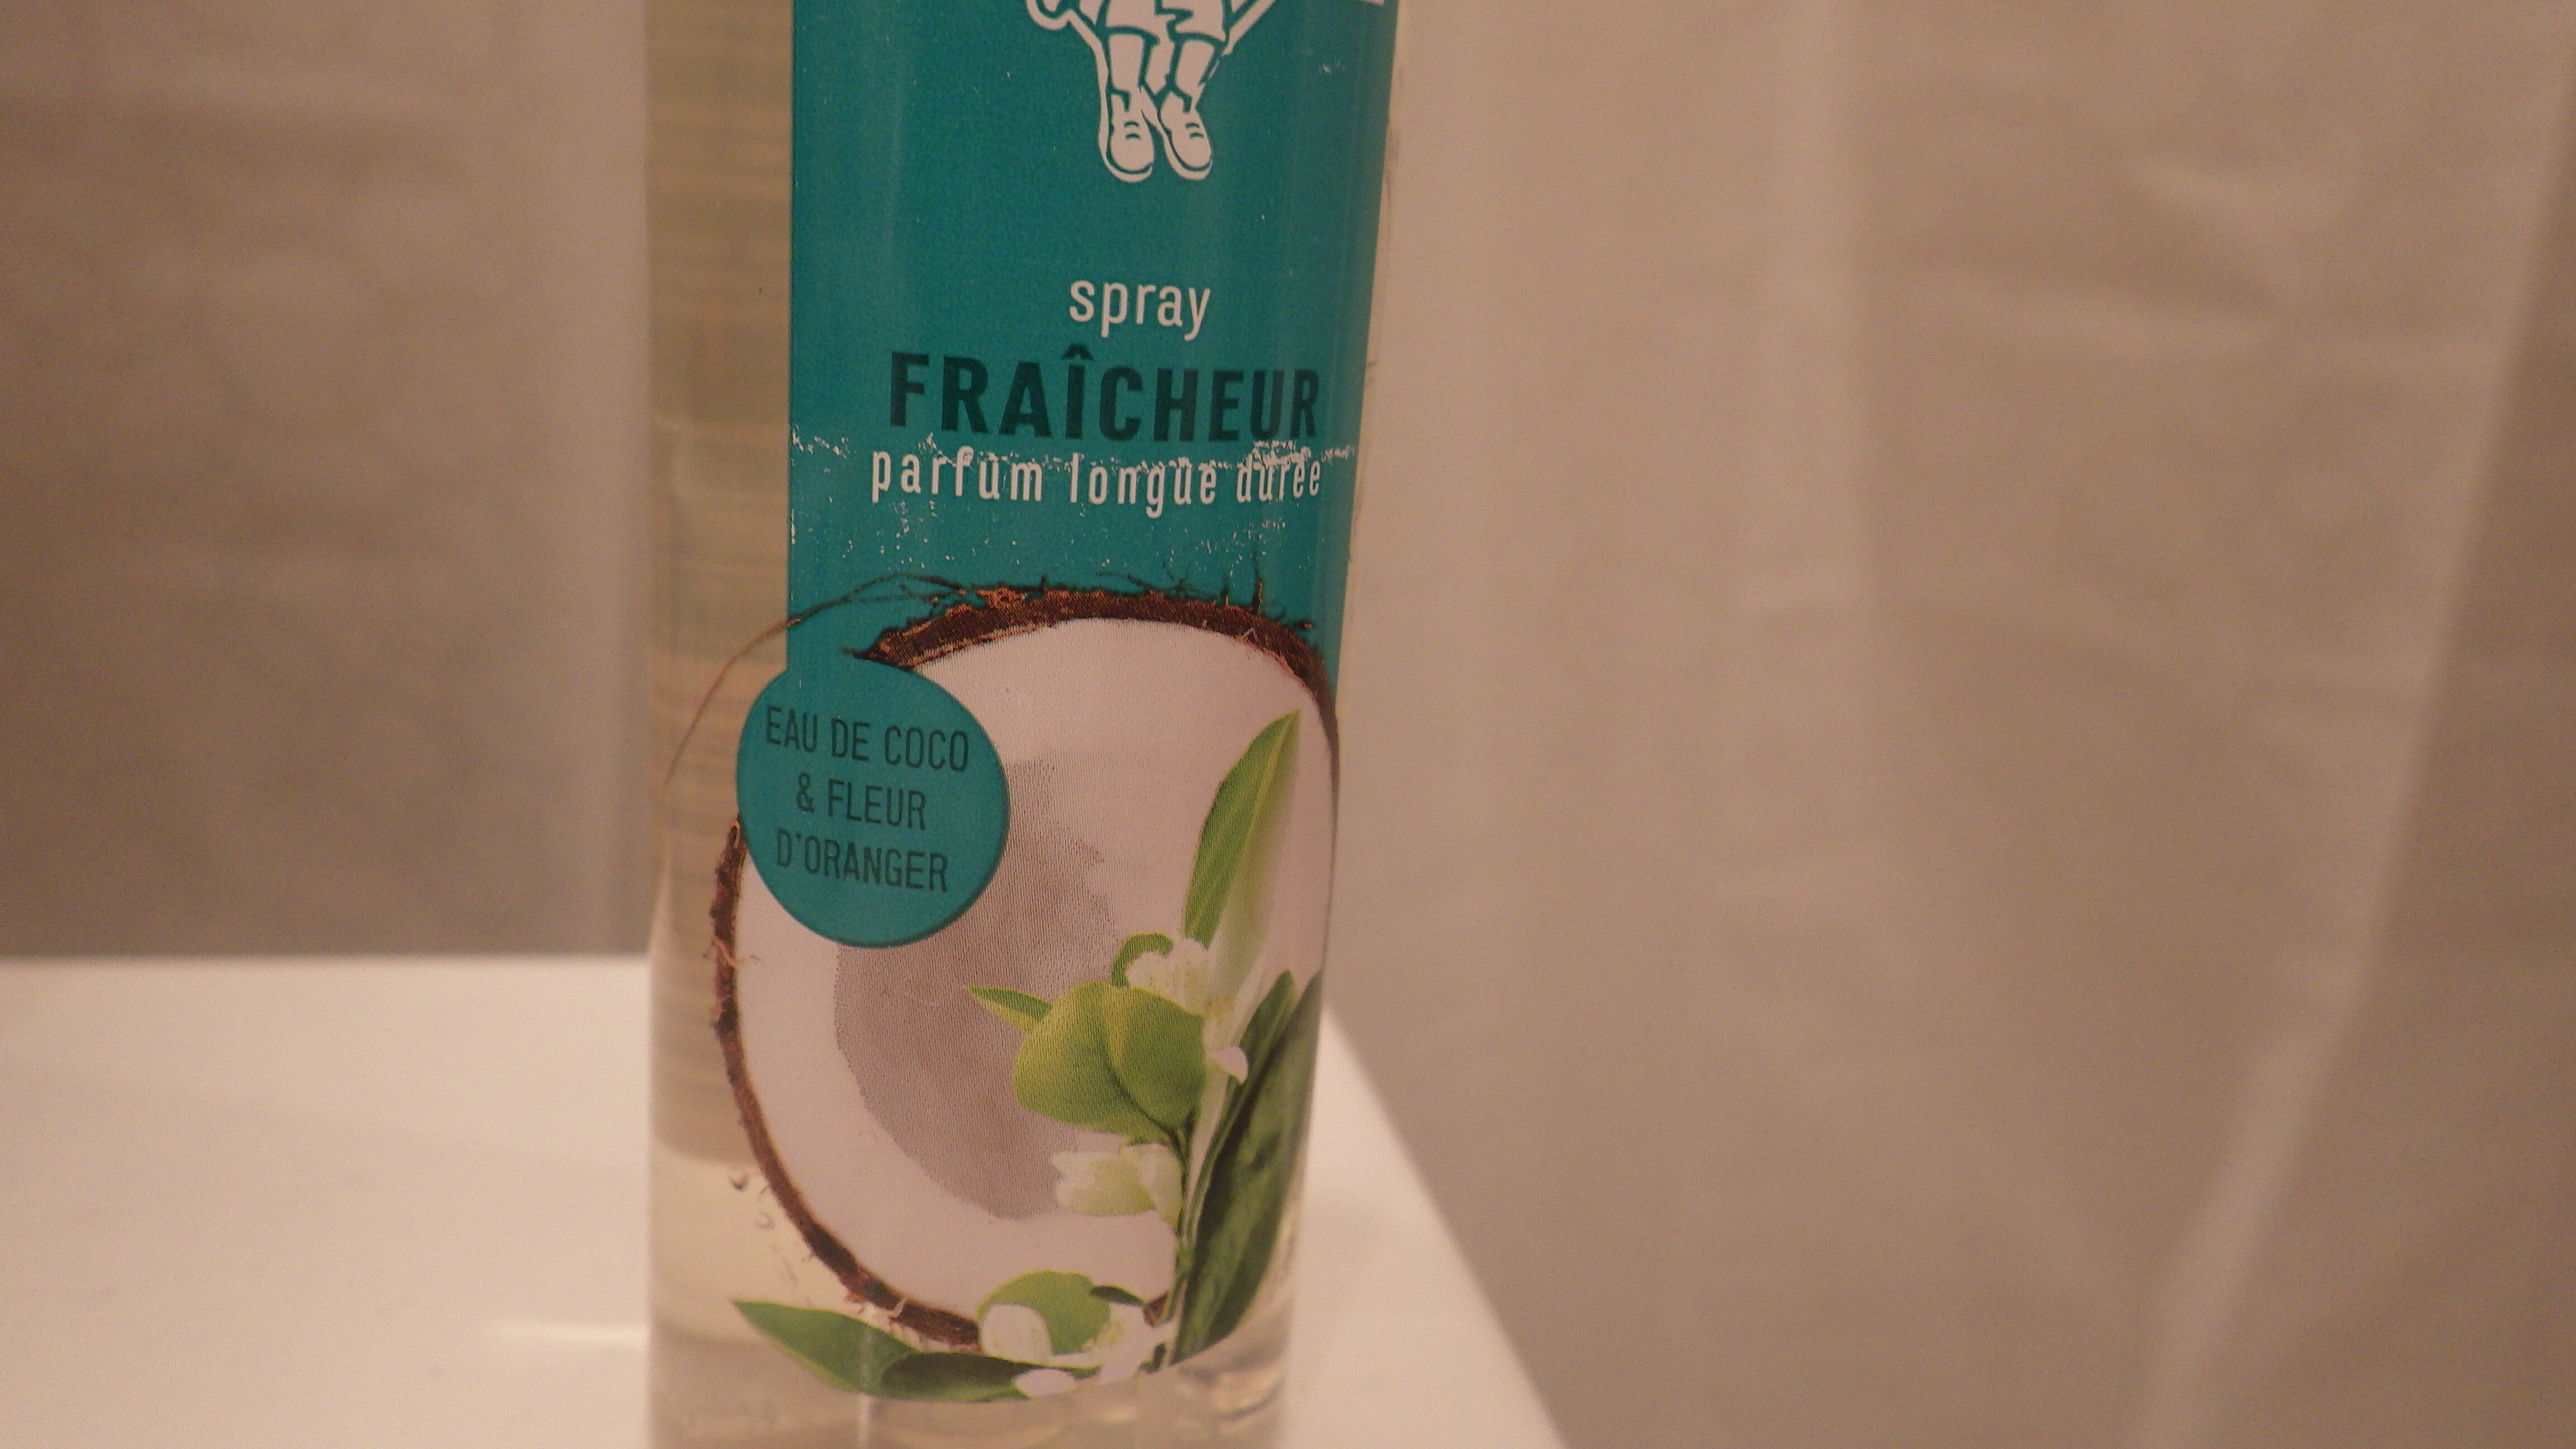 spray
FRAÎCHEUR
parfum longue durée
EAU DE COCO
& FLEUR
D'ORANGER